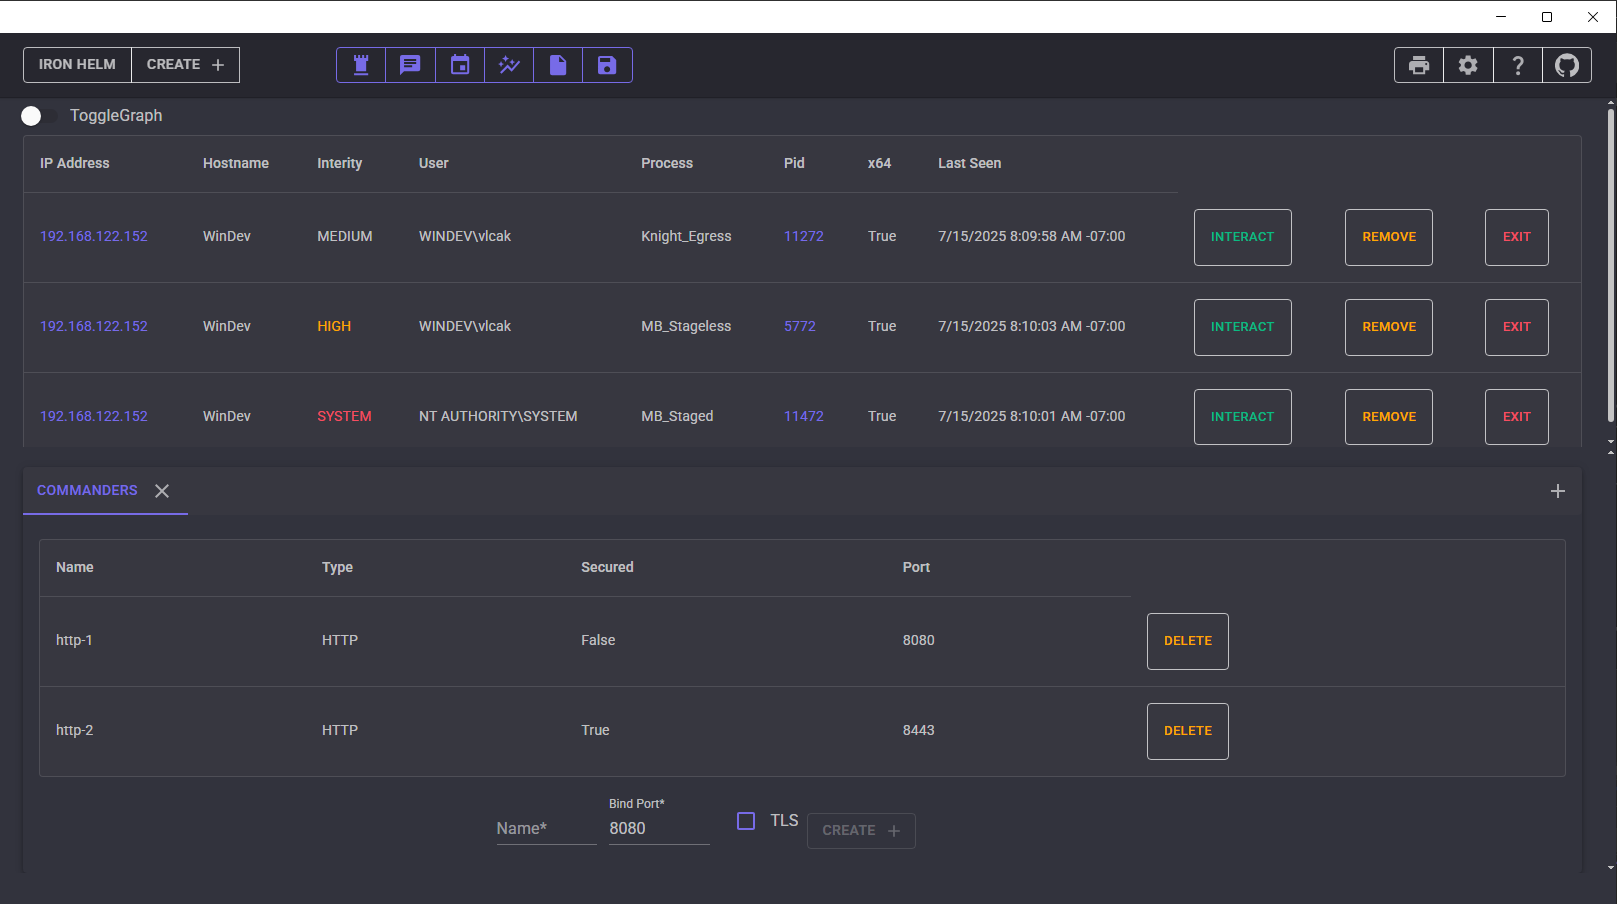 IRON HELM CREATE +
?
ToggleGraph
IP Address Hostname Interity User Process Pid x64 Last Seen
192.168.122.152 WinDev MEDIUM WINDEV\vlcak Knight_Egress 11272 True 7/15/2025 8:09:58 AM -07:00 INTERACT REMOVE EXIT
192.168.122.152 WinDev HIGH WINDEV\vlcak MB_Stageless 5772 True 7/15/2025 8:10:03 AM -07:00 INTERACT REMOVE EXIT
192.168.122.152 WinDev SYSTEM NT AUTHORITY\SYSTEM MB_Staged 11472 True 7/15/2025 8:10:01 AM -07:00 INTERACT REMOVE EXIT
COMMANDERS
Name Type Secured Port
http-1 HTTP False 8080 DELETE
http-2 HTTP True 8443 DELETE
Bind Port*
Name* 8080 TLS CREATE +